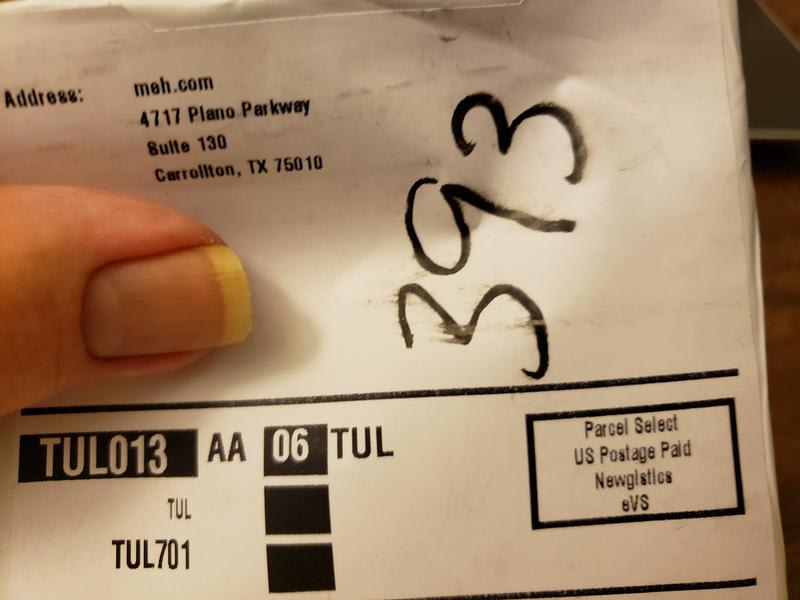 Address: meh.com
4717 Plano Parkway
Suite 130
Carrollton, TX 75010
393
TUL013 AA 06 TUL
TUL
TUL701
Parcel Select
US Postage Paid
Newgistics
eVS